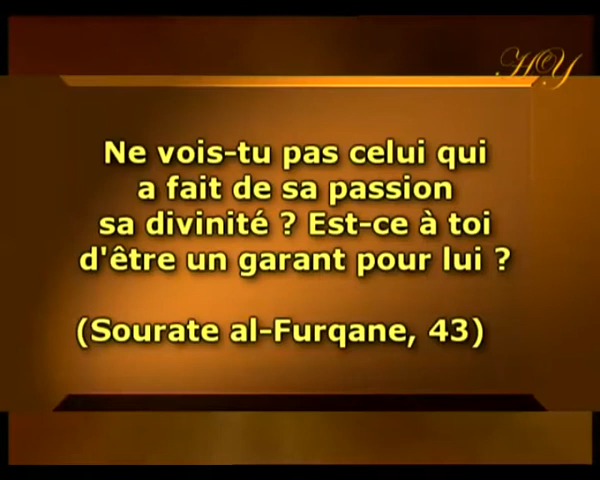 HY
Ne vois-tu pas celui qui
a fait de sa passion
sa divinité ? Est-ce à toi
d'être un garant pour lui ?
(Sourate al-Furqane, 43)